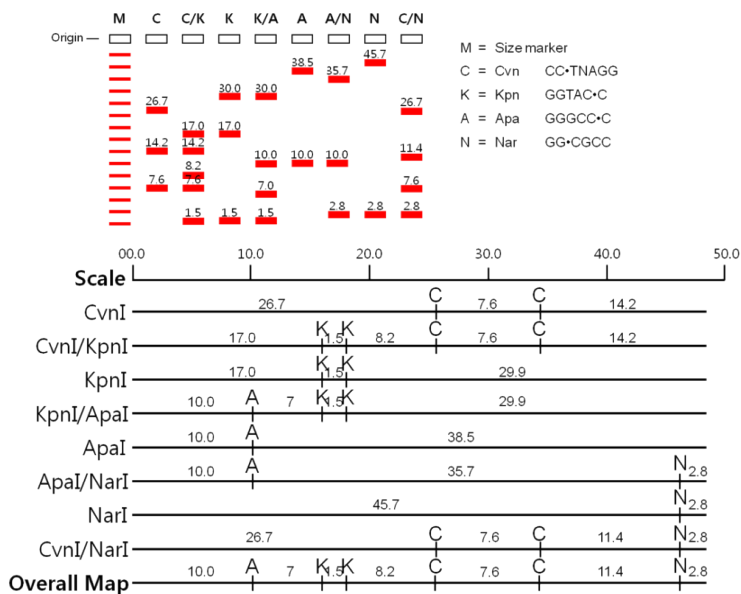 M C C/K K K/A A A/N N C/N
Origin
M = Size marker
C = Cvn CC•TNAGG
K = Kpn GGTAC•C
A = Apa GGGCC•C
N = Nar GG•CGCC
45.7
38.5
35.7
30.0 30.0
26.7 26.7
17.0 17.0
14.2 14.2 11.4
10.0 10.0 10.0
8.2
7.6 7.6 7.0 7.6
2.8 2.8 2.8
1.5 1.5 1.5
00.0 10.0 20.0 30.0 40.0 50.0
Scale
CvnI 26.7 C 7.6 C 14.2
CvnI/KpnI 17.0 K 1.5 K 8.2 C 7.6 C 14.2
KpnI 17.0 K 1.5 K 29.9
KpnI/ApaI 10.0 A 7 K 1.5 K 29.9
ApaI 10.0 A 38.5
ApaI/NarI 10.0 A 35.7 N 2.8
NarI 45.7 N 2.8
CvnI/NarI 26.7 C 7.6 C 11.4 N 2.8
Overall Map 10.0 A 7 K 1.5 K 8.2 C 7.6 C 11.4 N 2.8